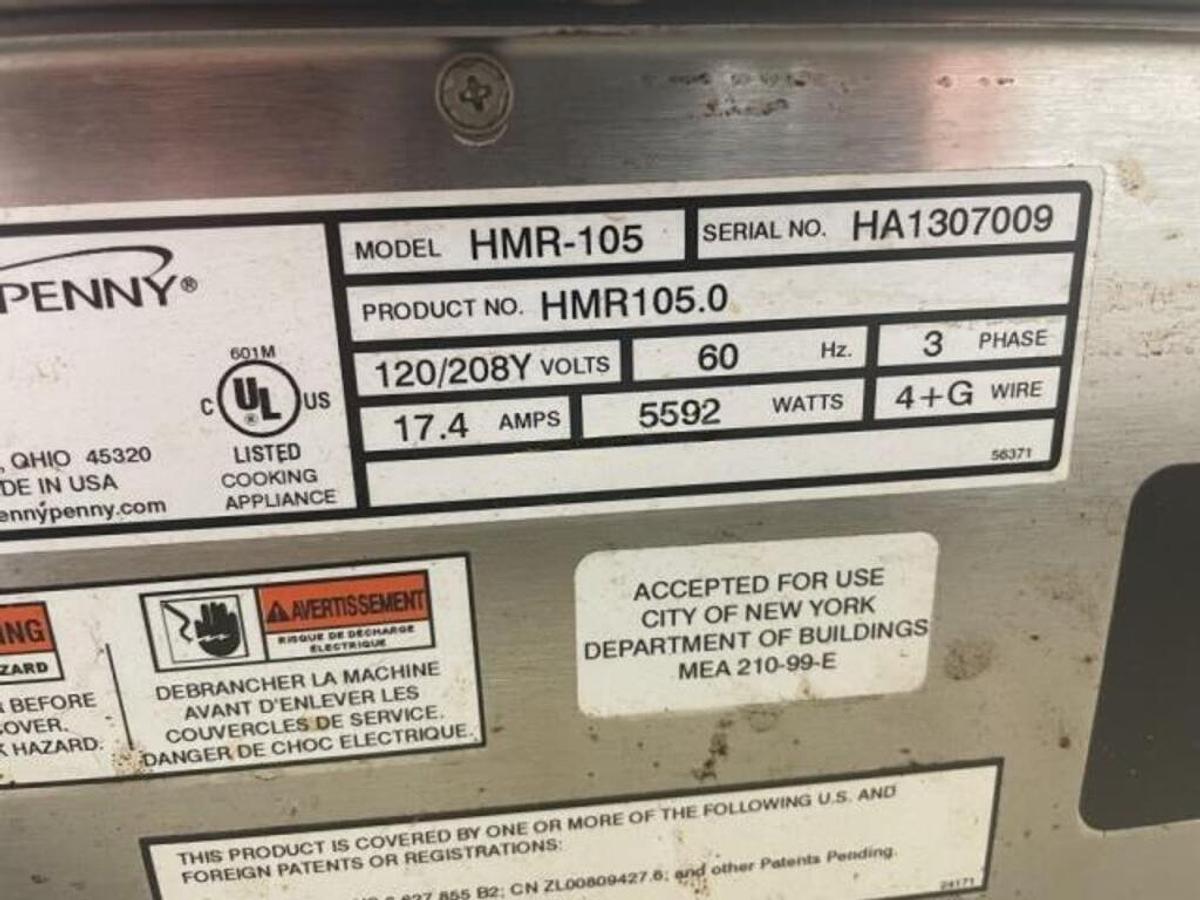 PENNY®
MODEL HMR-105
SERIAL NO. HA1307009
PRODUCT NO. HMR105.0
120/208Y VOLTS
60 Hz.
3 PHASE
17.4 AMPS
5592 WATTS
4+G WIRE
56371
601M
C UL® US
LISTED
COOKING
APPLIANCE
, OHIO 45320
DE IN USA
ennypenny.com
ING
ZARD
BEFORE
OVER.
K HAZARD.
AVERTISSEMENT
RISQUE DE DECHARGE
ELECTRIQUE
DEBRANCHER LA MACHINE
AVANT D'ENLEVER LES
COUVERCLES DE SERVICE.
DANGER DE CHOC ELECTRIQUE.
ACCEPTED FOR USE
CITY OF NEW YORK
DEPARTMENT OF BUILDINGS
MEA 210-99-E
THIS PRODUCT IS COVERED BY ONE OR MORE OF THE FOLLOWING U.S. AND
FOREIGN PATENTS OR REGISTRATIONS:
855 B2; CN ZL00809427.6; and other Patents Pending.
24171